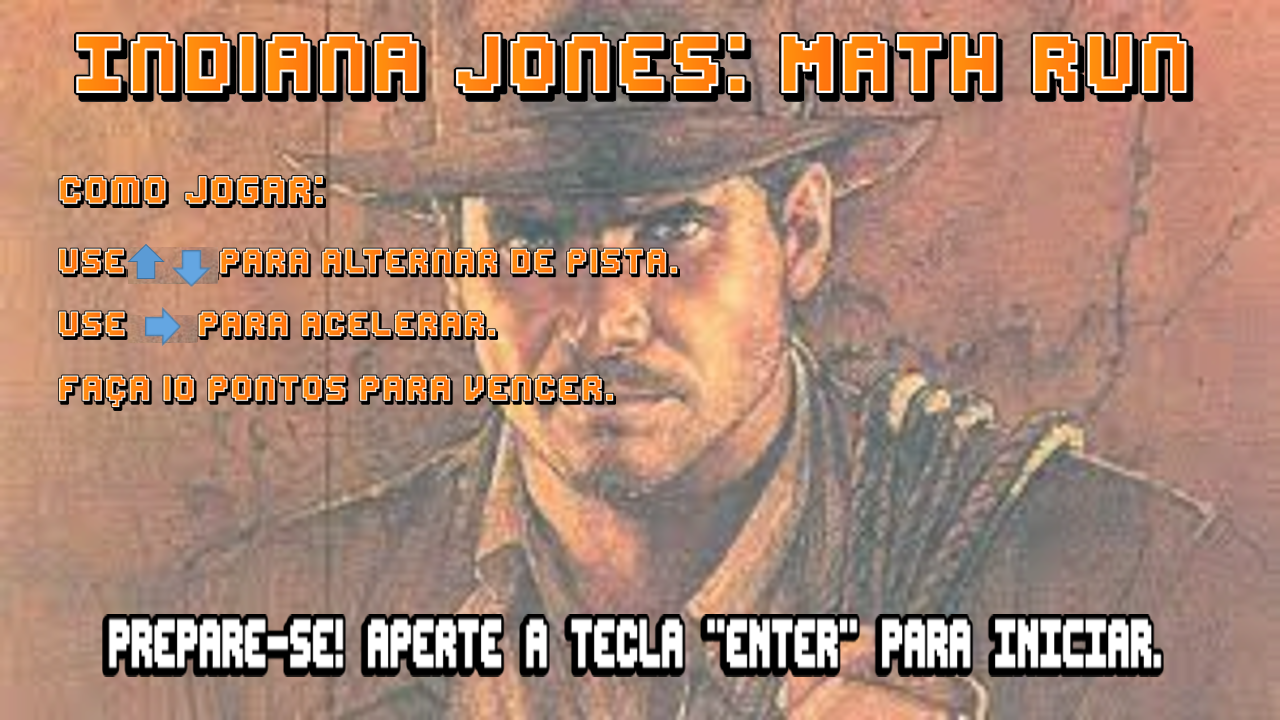 INDIANA JONES: MATH RUN
COMO JOGAR:
USE PARA ALTERNAR DE PISTA.
USE PARA ACELERAR.
FAÇA 10 PONTOS PARA VENCER.
PREPARE-SE! APERTE A TECLA "ENTER" PARA INICIAR.